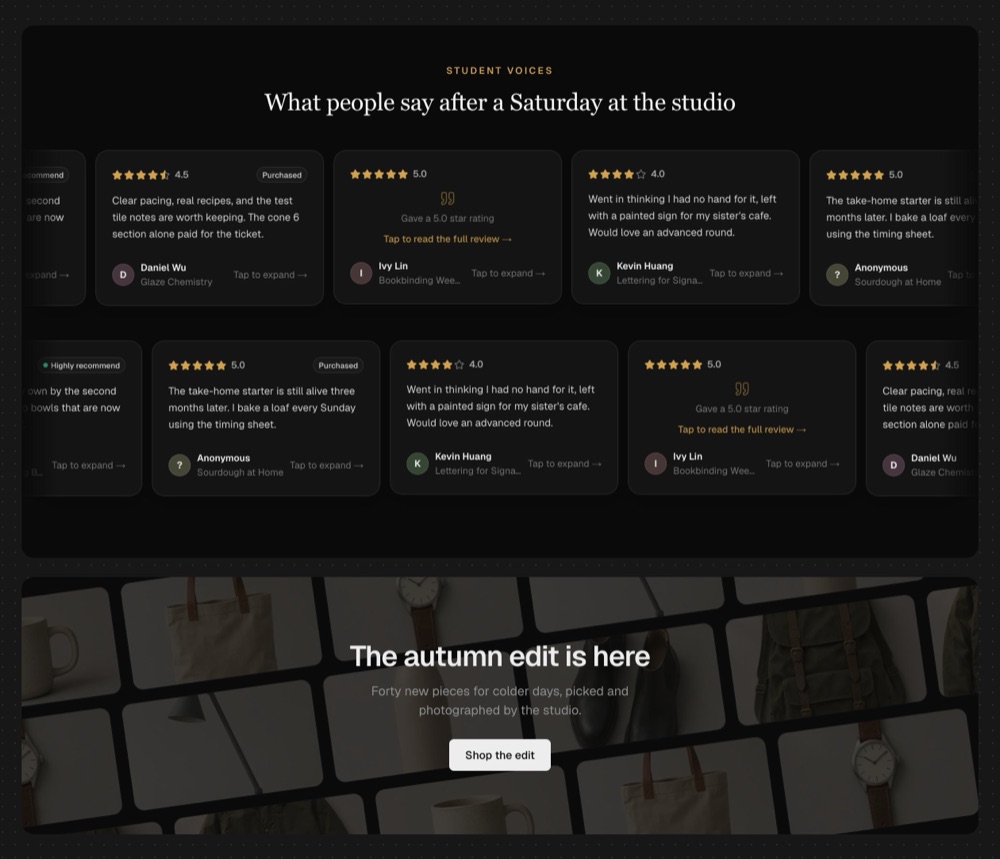 STUDENT VOICES
What people say after a Saturday at the studio
commend
second
are now
expand →
4.5 Purchased
Clear pacing, real recipes, and the test
tile notes are worth keeping. The cone 6
section alone paid for the ticket.
D Daniel Wu
Glaze Chemistry
Tap to expand →
5.0
Gave a 5.0 star rating
Tap to read the full review →
I Ivy Lin
Bookbinding Wee...
Tap to expand →
4.0
Went in thinking I had no hand for it, left
with a painted sign for my sister's cafe.
Would love an advanced round.
K Kevin Huang
Lettering for Signa...
Tap to expand →
5.0
The take-home starter is still
months later. I bake a loaf every
using the timing sheet.
? Anonymous
Sourdough at Home
Tap
Highly recommend
own by the second
bowls that are now
Tap to expand →
5.0 Purchased
The take-home starter is still alive three
months later. I bake a loaf every Sunday
using the timing sheet.
? Anonymous
Sourdough at Home
Tap to expand →
4.0
Went in thinking I had no hand for it, left
with a painted sign for my sister's cafe.
Would love an advanced round.
K Kevin Huang
Lettering for Signa...
Tap to expand →
5.0
Gave a 5.0 star rating
Tap to read the full review →
I Ivy Lin
Bookbinding Wee...
Tap to expand →
4.5
Clear pacing, real
tile notes are worth
section alone paid
D Daniel Wu
Glaze
The autumn edit is here
Forty new pieces for colder days, picked and
photographed by the studio.
Shop the edit